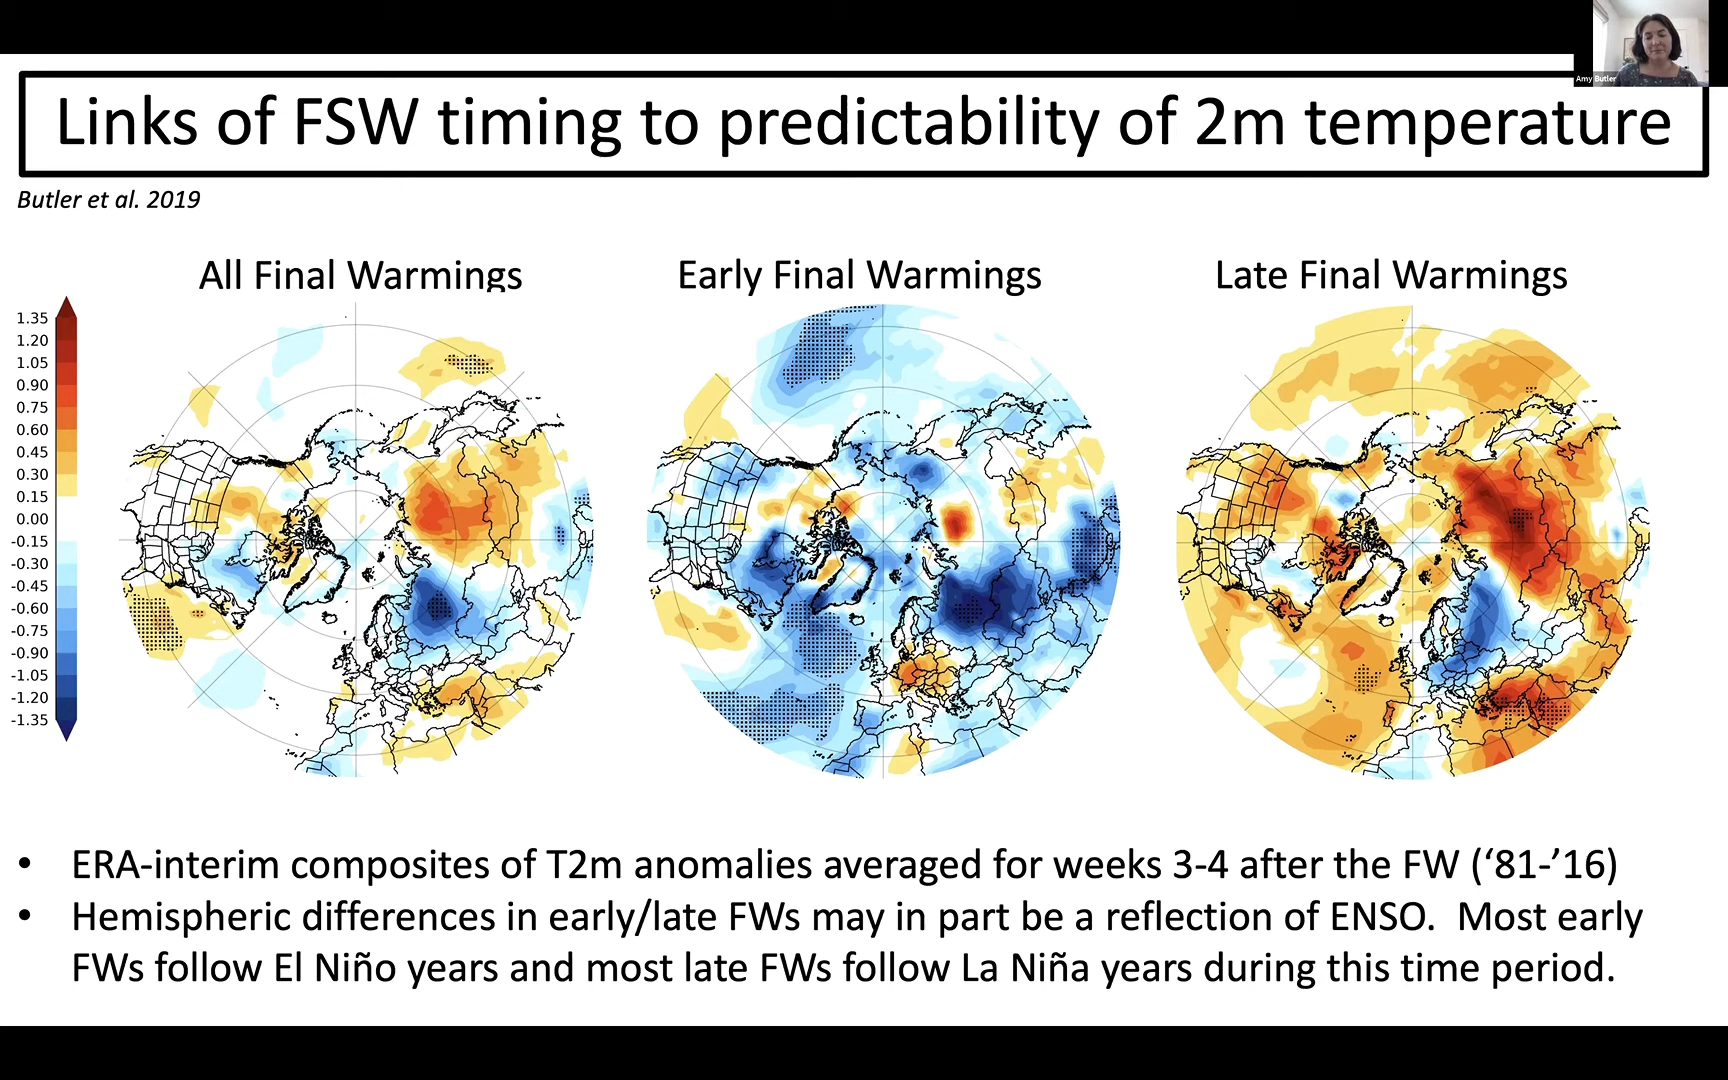 Amy Butler
Links of FSW timing to predictability of 2m temperature
Butler et al. 2019
All Final Warmings
Early Final Warmings
Late Final Warmings
1.35
1.20
1.05
0.90
0.75
0.60
0.45
0.30
0.15
0.00
-0.15
-0.30
-0.45
-0.60
-0.75
-0.90
-1.05
-1.20
-1.35
• ERA-interim composites of T2m anomalies averaged for weeks 3-4 after the FW (‘81-’16)
• Hemispheric differences in early/late FWs may in part be a reflection of ENSO.  Most early
FWs follow El Niño years and most late FWs follow La Niña years during this time period.